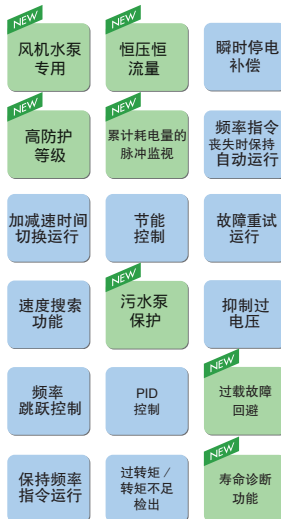 NEW
风机水泵
专用
NEW
恒压恒
流量
瞬时停电
补偿
NEW
高防护
等级
NEW
累计耗电量的
脉冲监视
频率指令
丧失时保持
自动运行
加减速时间
切换运行
节能
控制
故障重试
运行
速度搜索
功能
NEW
污水泵
保护
抑制过
电压
频率
跳跃控制
PID
控制
NEW
过载故障
回避
保持频率
指令运行
过转矩／
转矩不足
检出
NEW
寿命诊断
功能